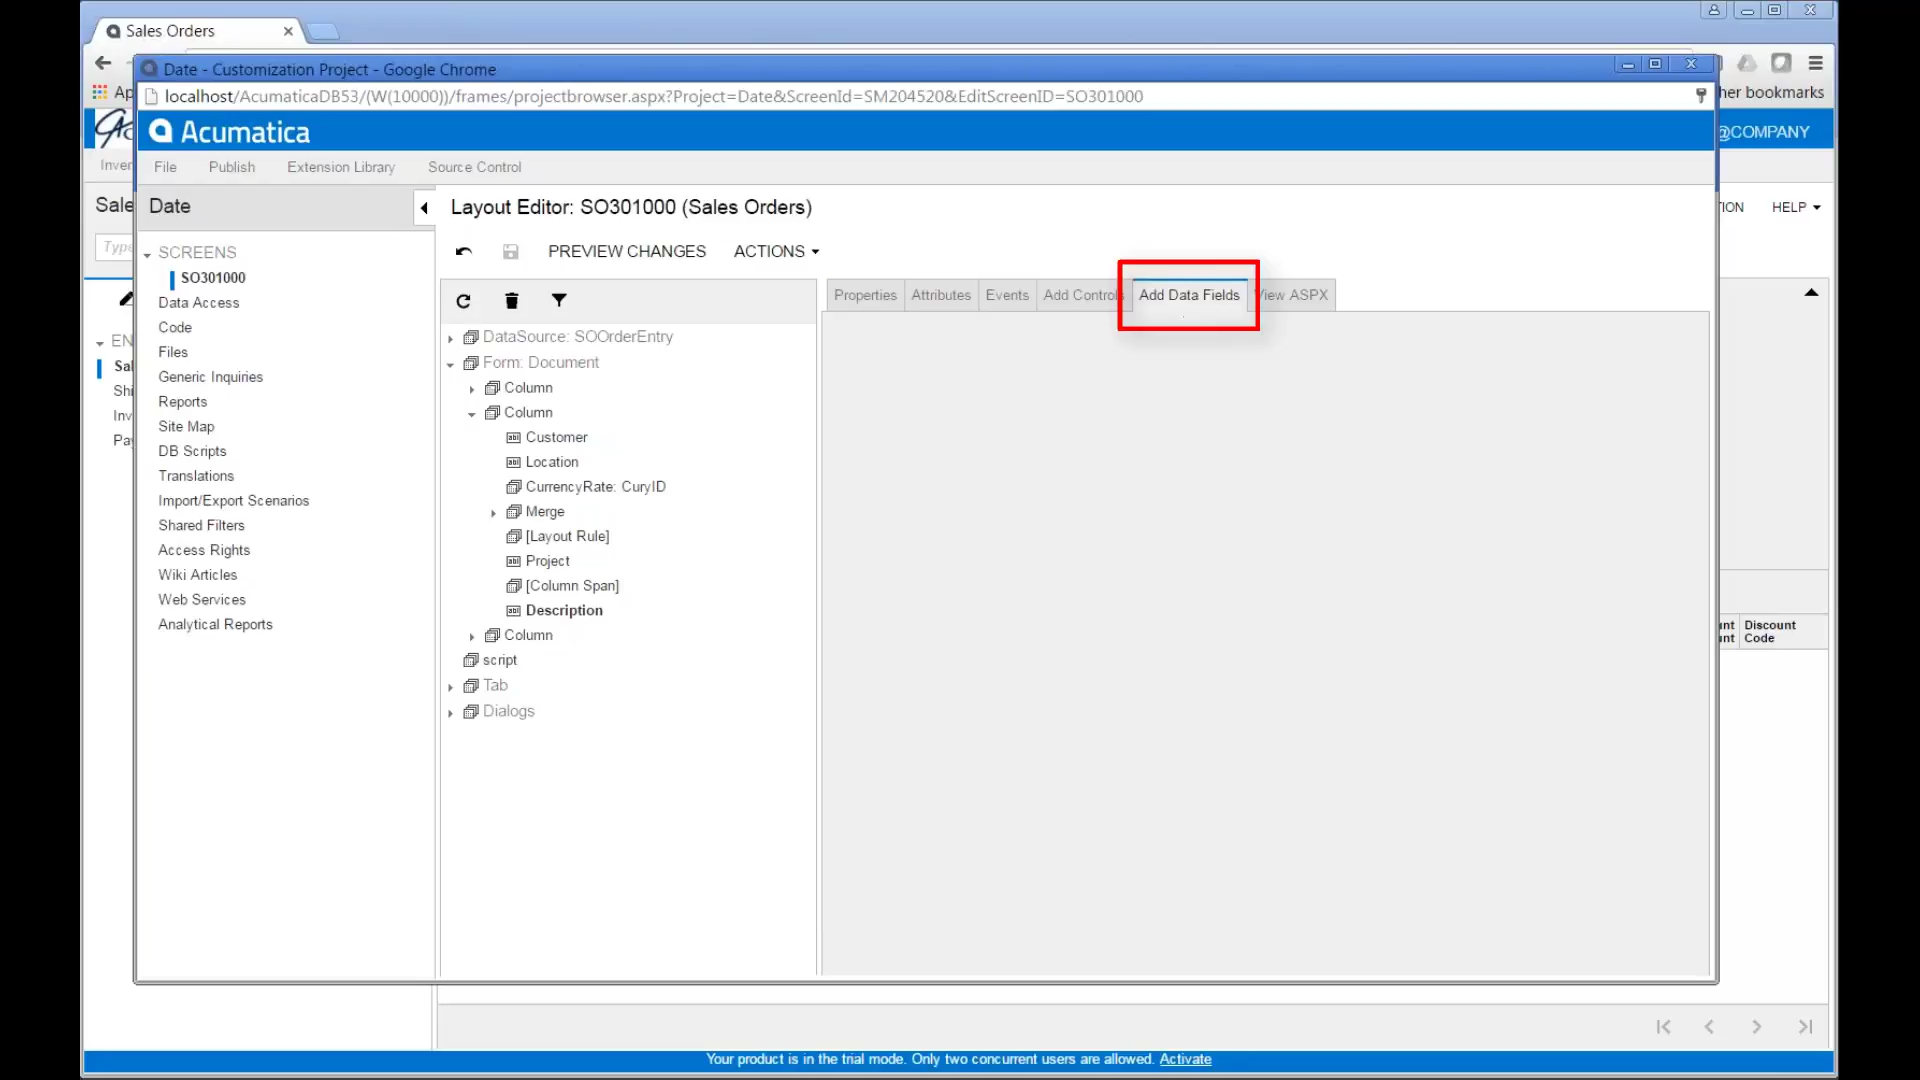 Sales Orders
Date - Customization Project - Google Chrome
localhost/AcumaticaDB53/(W(10000))/frames/projectbrowser.aspx?Project=Date&ScreenId=SM204520&EditScreenID=SO301000
her bookmarks
Acumatica
@COMPANY
File Publish Extension Library Source Control
Date
Layout Editor: SO301000 (Sales Orders)
HELP
PREVIEW CHANGES ACTIONS
SCREENS
SO301000
Data Access
Code
Files
Generic Inquiries
Reports
Site Map
DB Scripts
Translations
Import/Export Scenarios
Shared Filters
Access Rights
Wiki Articles
Web Services
Analytical Reports
DataSource: SOOrderEntry
Form: Document
Column
Column
Customer
Location
CurrencyRate: CuryID
Merge
[Layout Rule]
Project
[Column Span]
Description
Column
script
Tab
Dialogs
Properties Attributes Events Add Control Add Data Fields View ASPX
Discount
Code
Your product is in the trial mode. Only two concurrent users are allowed. Activate